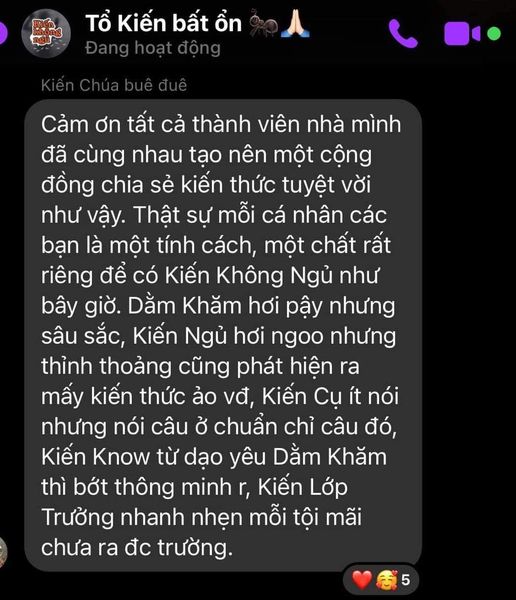 Tổ Kiến bất ổn 🐜🙏🏻
Kiến không ngủ
Đang hoạt động
Kiến Chúa buê đuê
Cảm ơn tất cả thành viên nhà mình
đã cùng nhau tạo nên một cộng
đồng chia sẻ kiến thức tuyệt vời
như vậy. Thật sự mỗi cá nhân các
bạn là một tính cách, một chất rất
riêng để có Kiến Không Ngủ như
bây giờ. Dằm Khăm hơi pậy nhưng
sâu sắc, Kiến Ngủ hơi ngoo nhưng
thỉnh thoảng cũng phát hiện ra
mấy kiến thức ảo vđ, Kiến Cụ ít nói
nhưng nói câu ở chuẩn chỉ câu đó,
Kiến Know từ dạo yêu Dằm Khăm
thì bớt thông minh r, Kiến Lớp
Trưởng nhanh nhẹn mỗi tội mãi
chưa ra đc trường.
❤️🥰 5